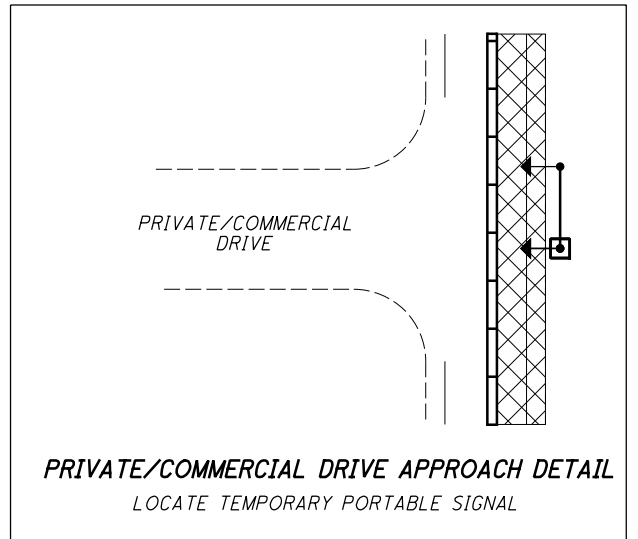 PRIVATE/COMMERCIAL
DRIVE
PRIVATE/COMMERCIAL DRIVE APPROACH DETAIL
LOCATE TEMPORARY PORTABLE SIGNAL